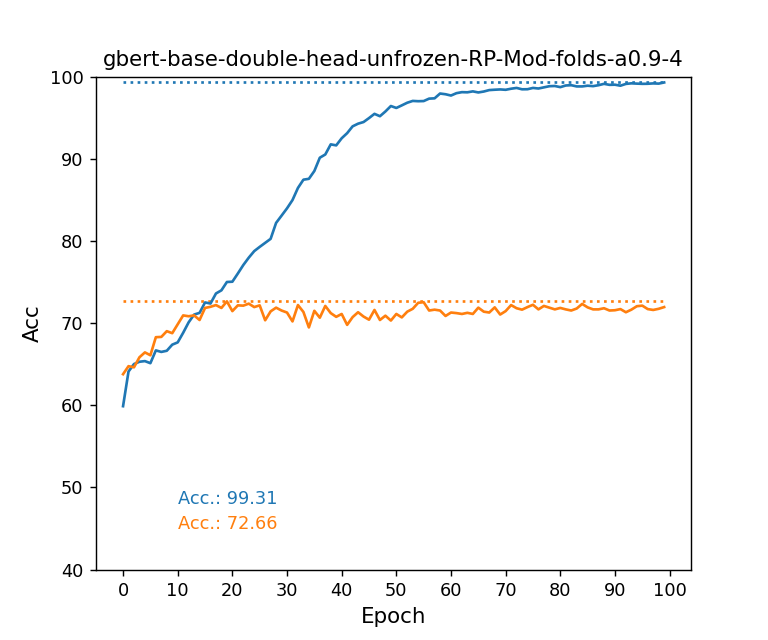 gbert-base-double-head-unfrozen-RP-Mod-folds-a0.9-4
Acc
100
90
80
70
60
50
40
Acc.: 99.31
Acc.: 72.66
0 10 20 30 40 50 60 70 80 90 100
Epoch